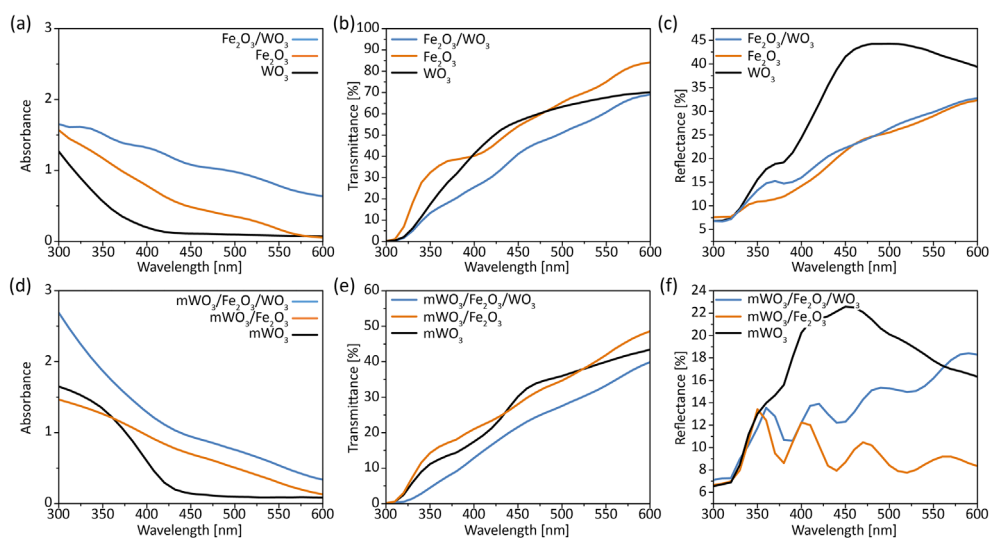 (a)
3
2
1
0
Absorbance
300 350 400 450 500 550 600
Wavelength [nm]
Fe₂O₃/WO₃
Fe₂O₃
WO₃
(b)
100
90
80
70
60
50
40
30
20
10
0
Transmittance [%]
300 350 400 450 500 550 600
Wavelength [nm]
Fe₂O₃/WO₃
Fe₂O₃
WO₃
(c)
45
40
35
30
25
20
15
10
5
Reflectance [%]
300 350 400 450 500 550 600
Wavelength [nm]
Fe₂O₃/WO₃
Fe₂O₃
WO₃
(d)
3
2
1
0
Absorbance
300 350 400 450 500 550 600
Wavelength [nm]
mWO₃/Fe₂O₃/WO₃
mWO₃/Fe₂O₃
mWO₃
(e)
60
50
40
30
20
10
0
Transmittance [%]
300 350 400 450 500 550 600
Wavelength [nm]
mWO₃/Fe₂O₃/WO₃
mWO₃/Fe₂O₃
mWO₃
(f)
24
22
20
18
16
14
12
10
8
6
Reflectance [%]
300 350 400 450 500 550 600
Wavelength [nm]
mWO₃/Fe₂O₃/WO₃
mWO₃/Fe₂O₃
mWO₃